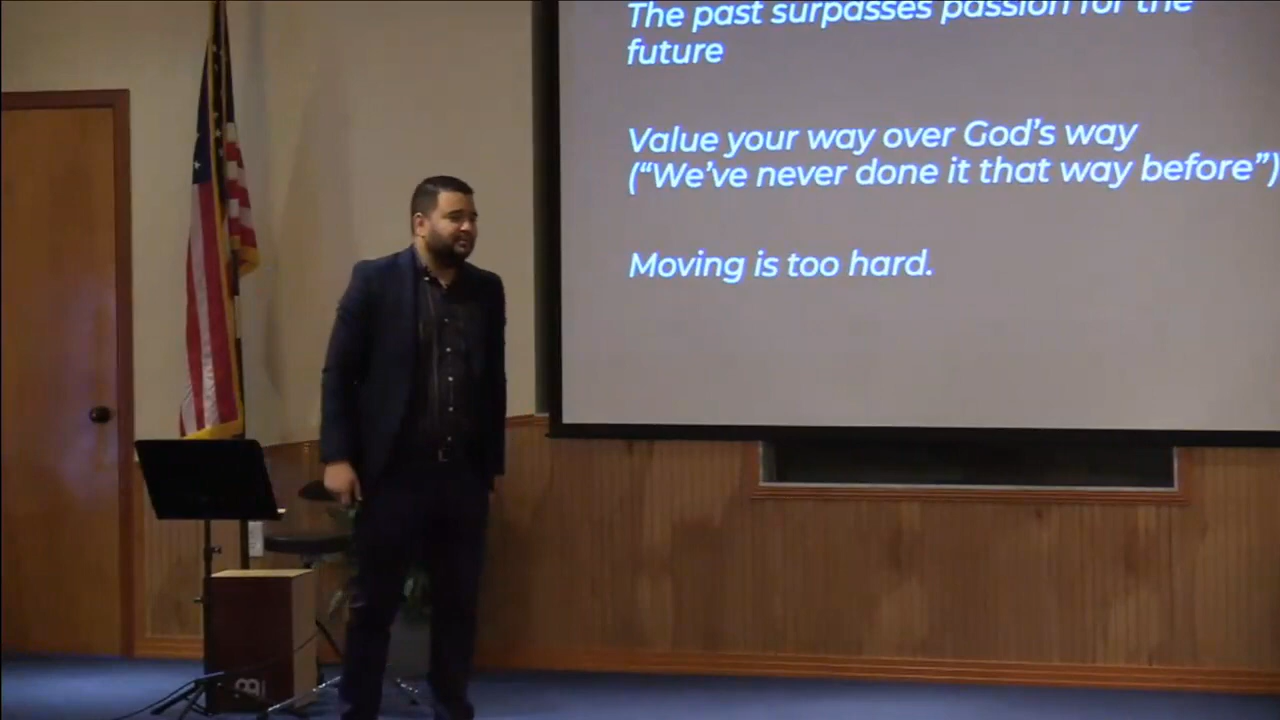 The past surpasses passion for the
future
Value your way over God's way
("We've never done it that way before")
Moving is too hard.